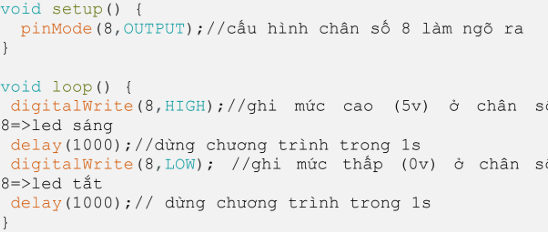 void setup() {
pinMode(8,OUTPUT);//cấu hình chân số 8 làm ngõ ra
}
void loop() {
digitalWrite(8,HIGH);//ghi mức cao (5v) ở chân số
8=>led sáng
delay(1000);//dừng chương trình trong 1s
digitalWrite(8,LOW); //ghi mức thấp (0v) ở chân số
8=>led tắt
delay(1000);// dừng chương trình trong 1s
}